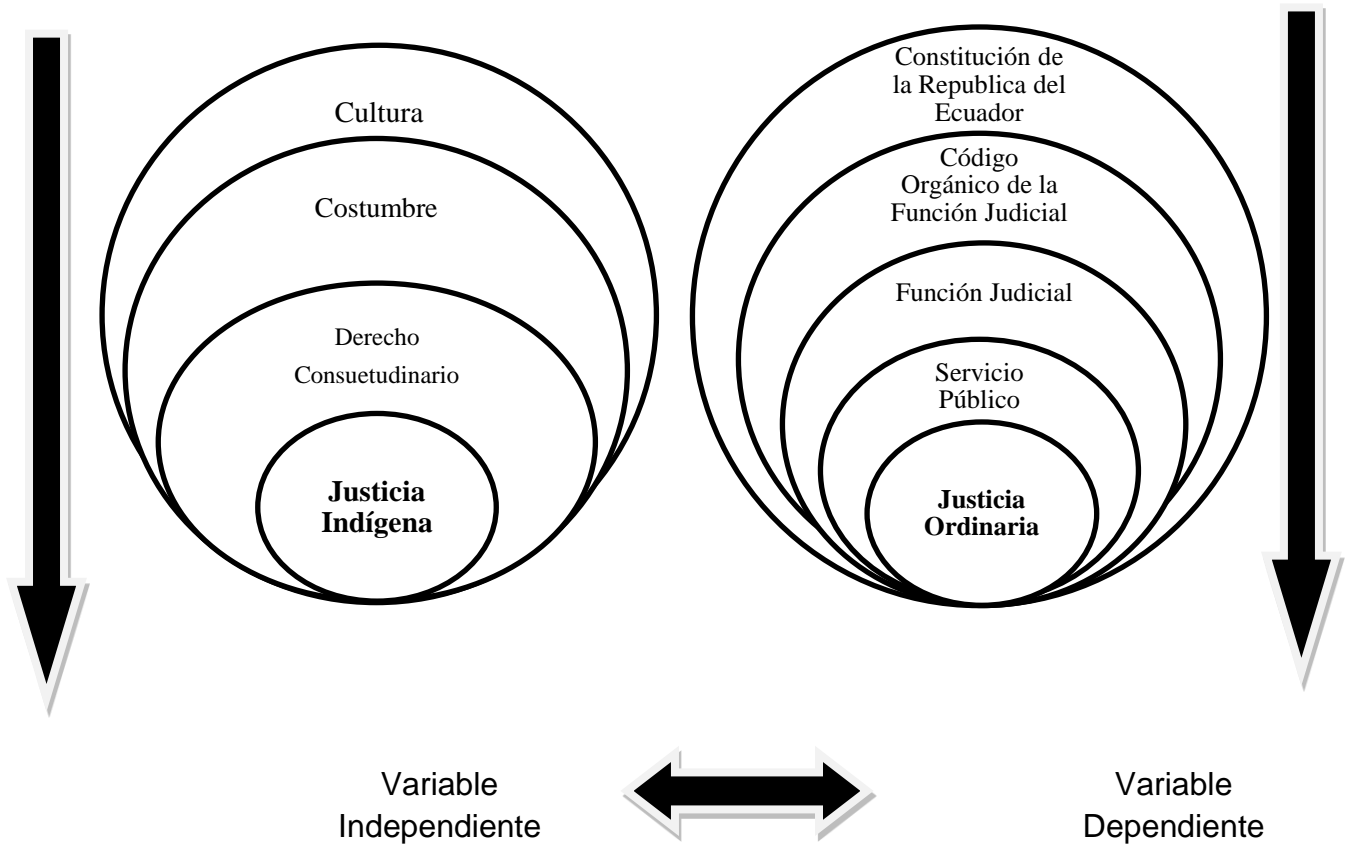 Cultura
Costumbre
Derecho
Consuetudinario
Justicia
Indígena
Constitución de
la Republica del
Ecuador
Código
Orgánico de la
Función Judicial
Función Judicial
Servicio
Público
Justicia
Ordinaria
Variable
Independiente
Variable
Dependiente